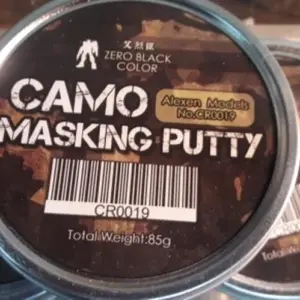 ZERO BLACK
COLOR
CAMO
Alexen Models
No.CR0019
MASKING PUTTY
CR0019
Total Weight:85g